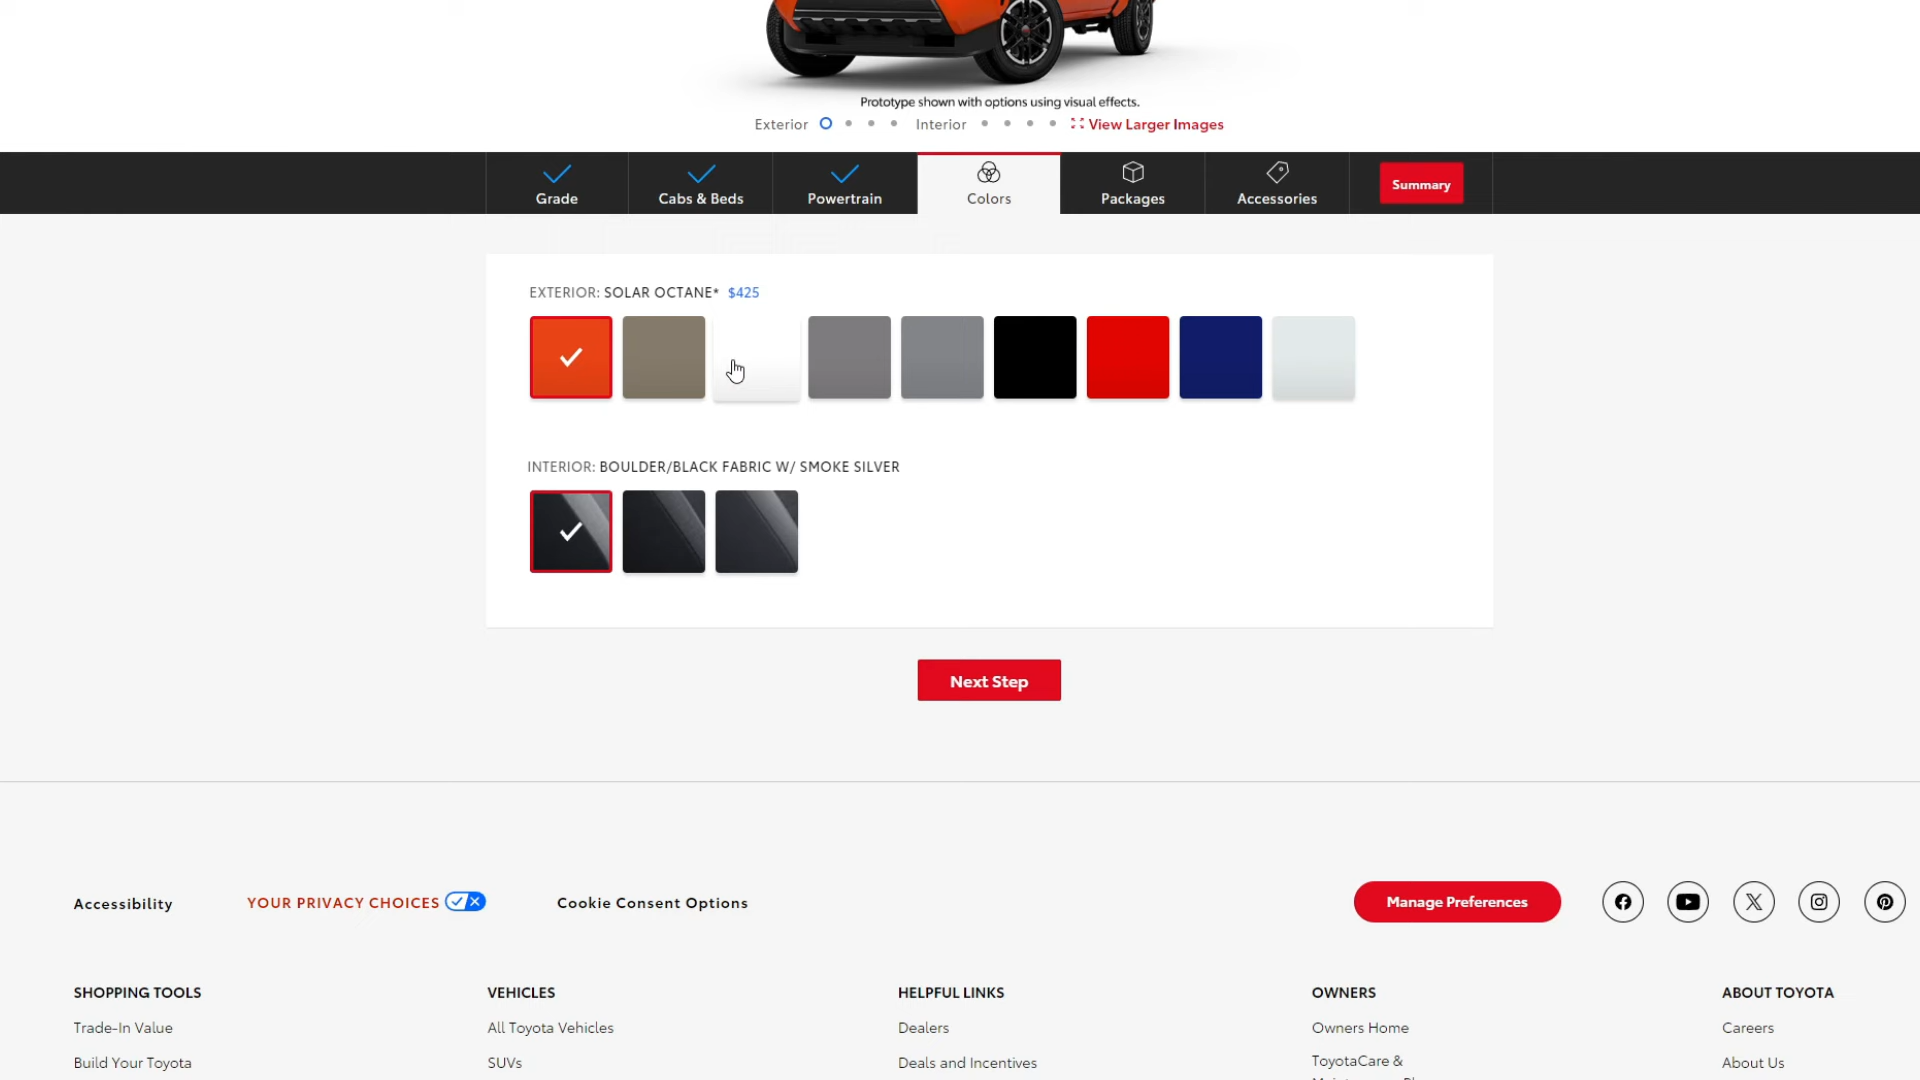 Prototype shown with options using visual effects.
Exterior Interior View Larger Images
Grade Cabs & Beds Powertrain Colors Packages Accessories Summary
EXTERIOR: SOLAR OCTANE* $425
INTERIOR: BOULDER/BLACK FABRIC W/ SMOKE SILVER
Next Step
Accessibility YOUR PRIVACY CHOICES Cookie Consent Options Manage Preferences
SHOPPING TOOLS VEHICLES HELPFUL LINKS OWNERS ABOUT TOYOTA
Trade-In Value All Toyota Vehicles Dealers Owners Home Careers
Build Your Toyota SUVs Deals and Incentives ToyotaCare & About Us